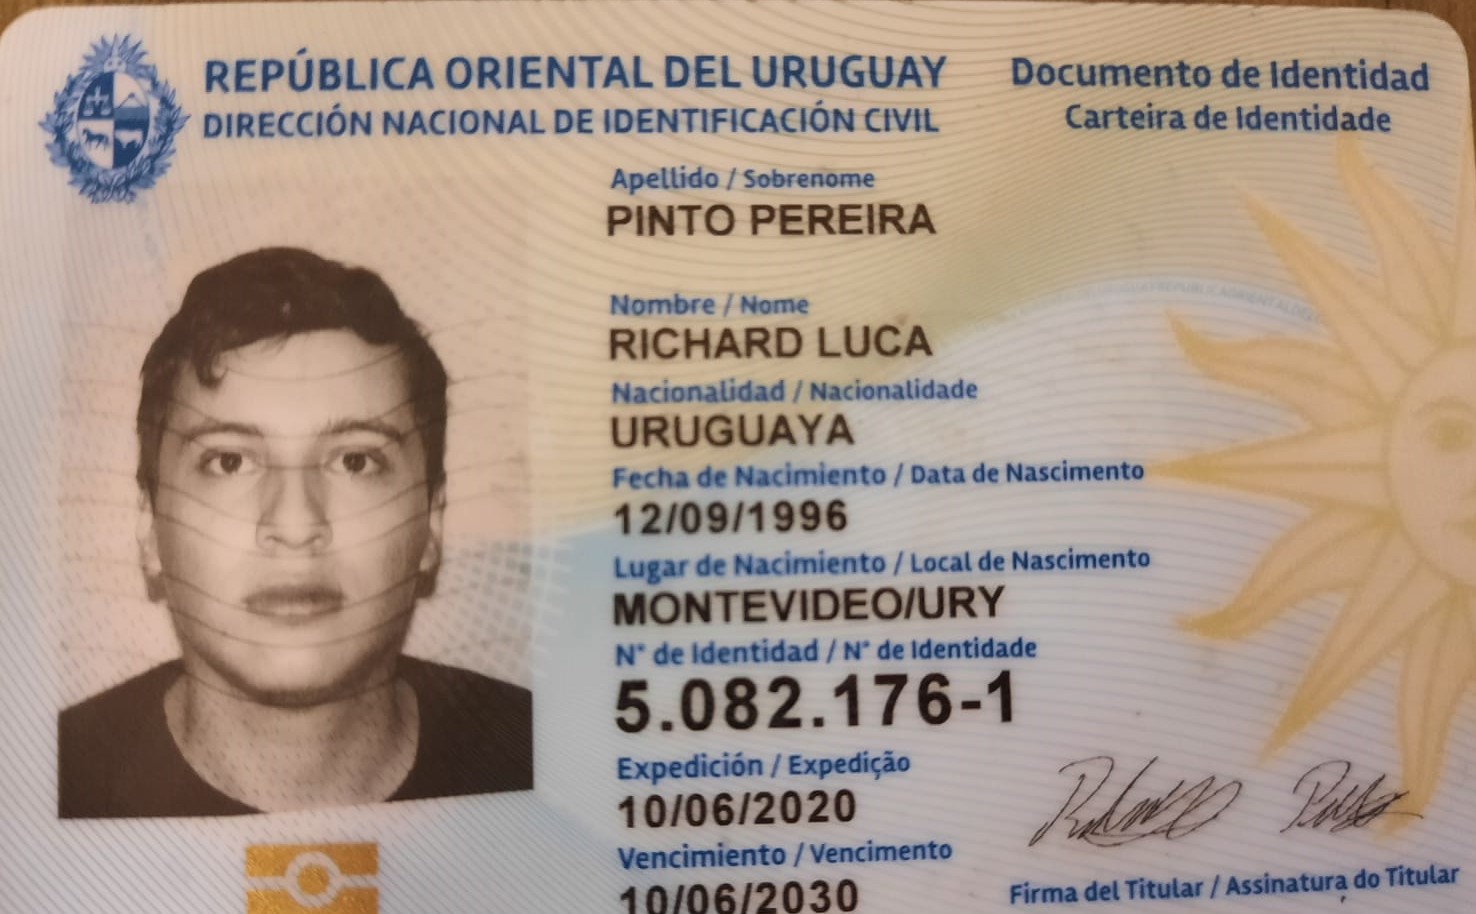 REPÚBLICA ORIENTAL DEL URUGUAY
DIRECCIÓN NACIONAL DE IDENTIFICACIÓN CIVIL
Documento de Identidad
Carteira de Identidade
Apellido / Sobrenome
PINTO PEREIRA
Nombre / Nome
RICHARD LUCA
Nacionalidad / Nacionalidade
URUGUAYA
Fecha de Nacimiento / Data de Nascimento
12/09/1996
Lugar de Nacimiento / Local de Nascimento
MONTEVIDEO/URY
N° de Identidad / N° de Identidade
5.082.176-1
Expedición / Expedição
10/06/2020
Vencimiento / Vencimento
10/06/2030
Firma del Titular / Assinatura do Titular